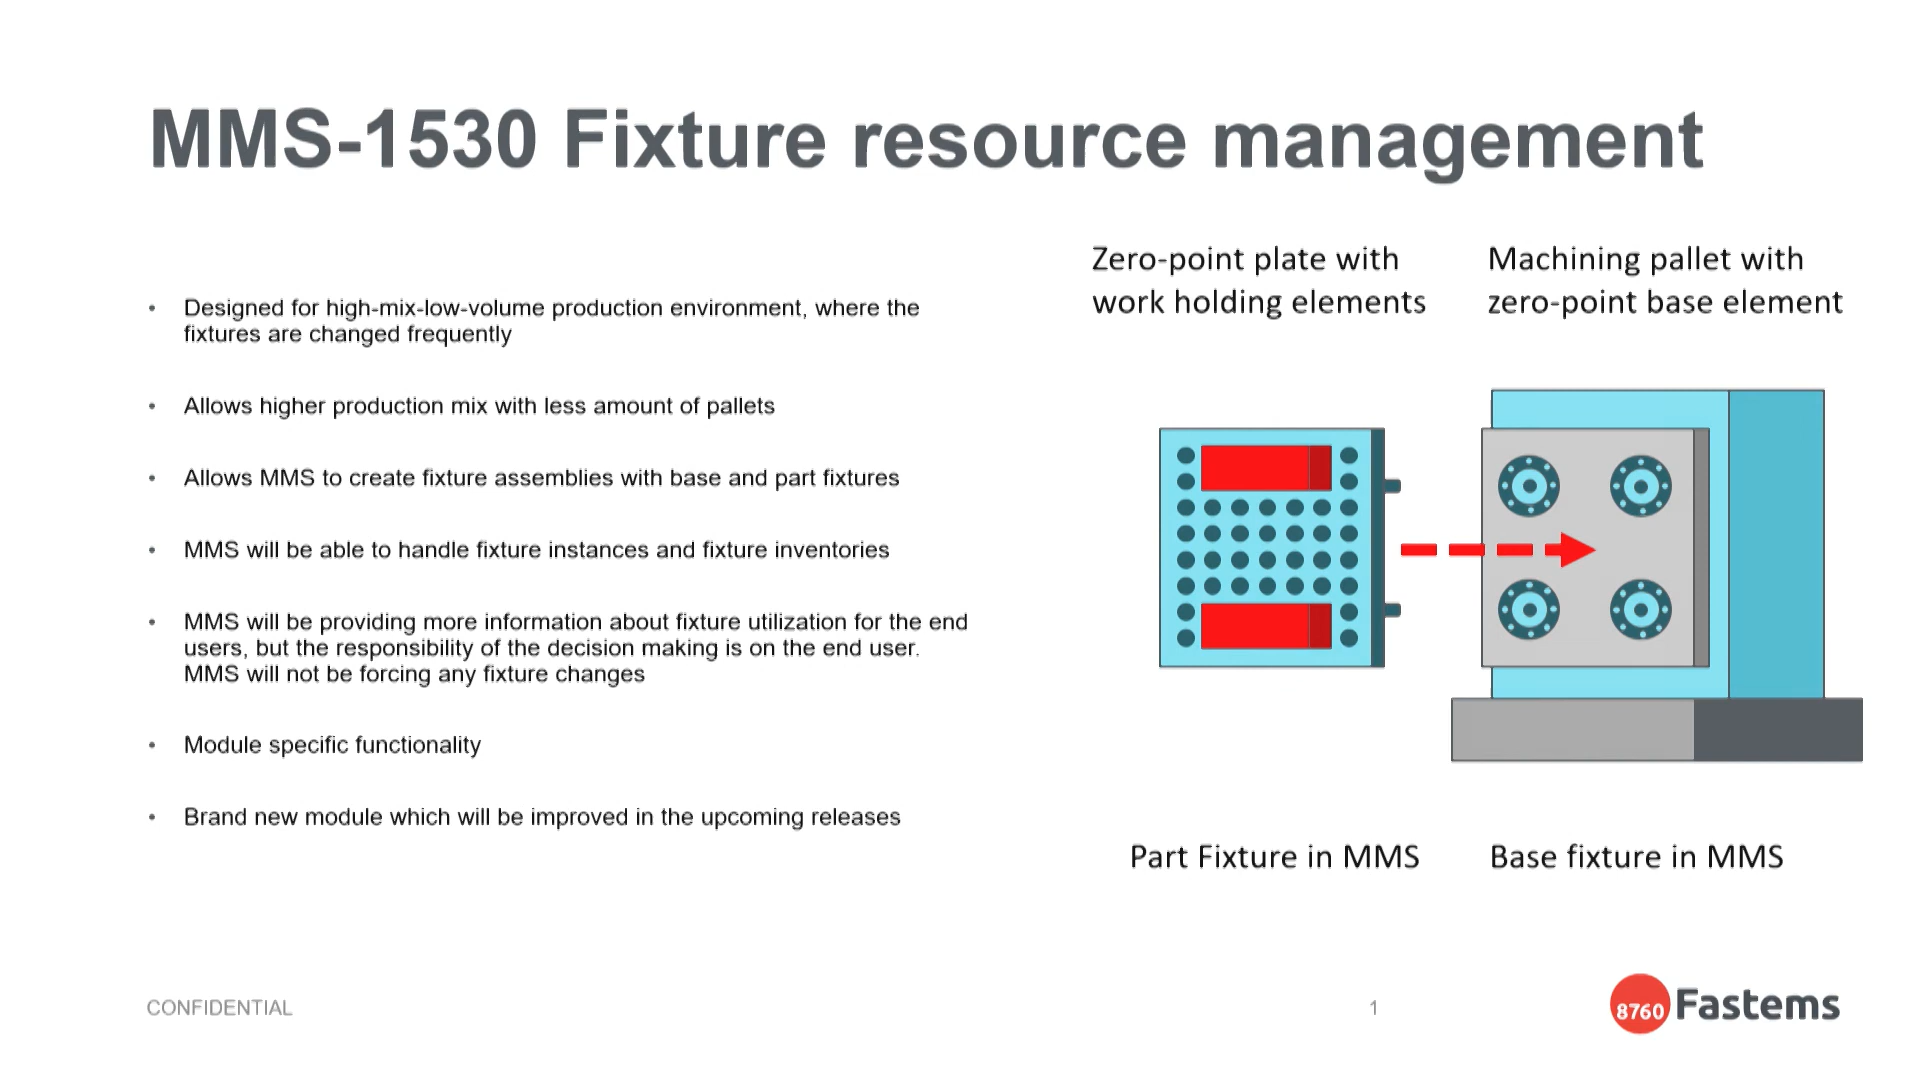 MMS-1530 Fixture resource management
• Designed for high-mix-low-volume production environment, where the
fixtures are changed frequently
• Allows higher production mix with less amount of pallets
• Allows MMS to create fixture assemblies with base and part fixtures
• MMS will be able to handle fixture instances and fixture inventories
• MMS will be providing more information about fixture utilization for the end
users, but the responsibility of the decision making is on the end user.
MMS will not be forcing any fixture changes
• Module specific functionality
• Brand new module which will be improved in the upcoming releases
Zero-point plate with
work holding elements
Machining pallet with
zero-point base element
Part Fixture in MMS
Base fixture in MMS
CONFIDENTIAL
1
8760 Fastems